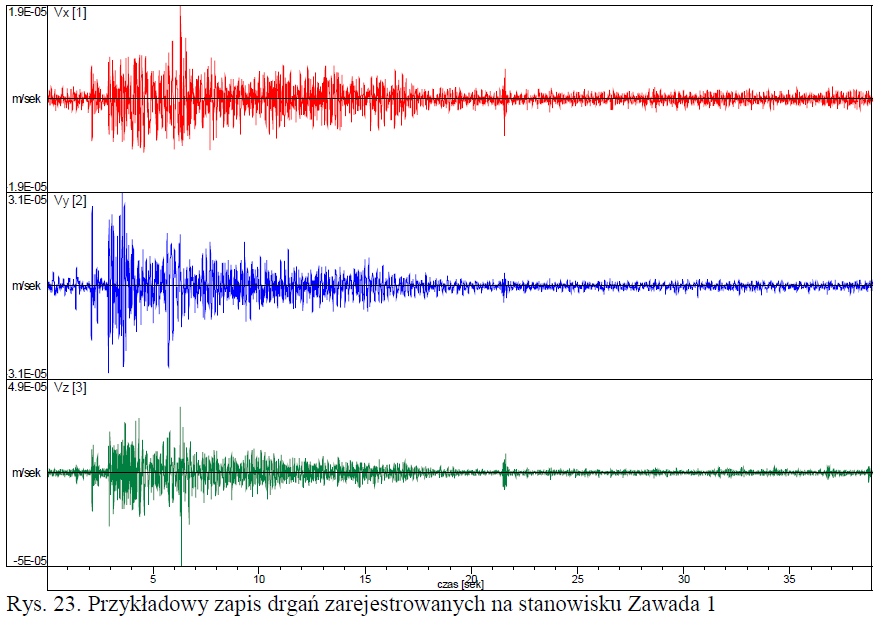 1.9E-05
Vx [1]
m/sek
1.9E-05
3.1E-05
Vy [2]
m/sek
3.1E-05
4.9E-05
Vz [3]
m/sek
-5E-05
5 10 15 20 25 30 35
czas [sek]
Rys. 23. Przykładowy zapis drgań zarejestrowanych na stanowisku Zawada 1